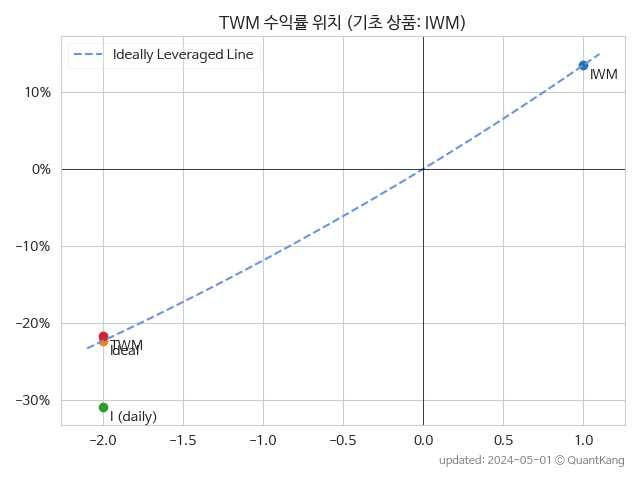 TWM 수익률 위치 (기초 상품: IWM)
Ideally Leveraged Line
IWM
10%
0%
−10%
−20%
−30%
TWM
Ideal
I (daily)
−2.0
−1.5
−1.0
−0.5
0.0
0.5
1.0
updated: 2024-05-01 © QuantKang